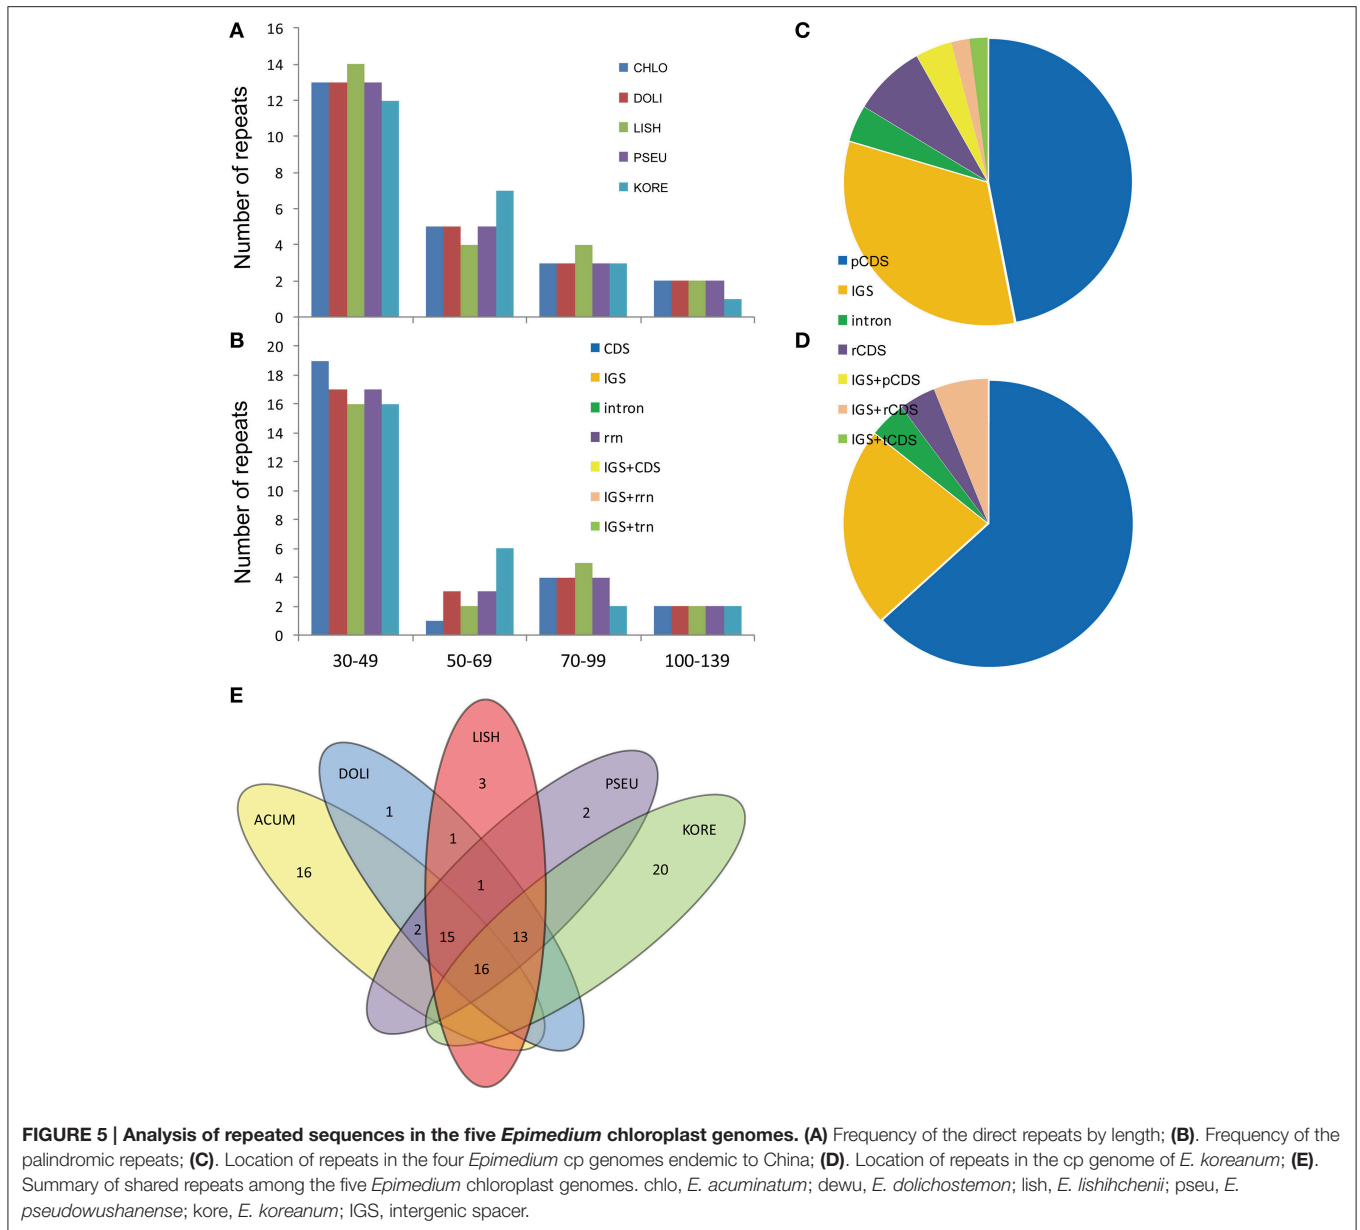 A
Number of repeats
16
14
12
10
8
6
4
2
0
CHLO
DOLI
LISH
PSEU
KORE
B
Number of repeats
20
18
16
14
12
10
8
6
4
2
0
30-49
50-69
70-99
100-139
CDS
IGS
intron
rrn
IGS+CDS
IGS+rrn
IGS+trn
C
pCDS
IGS
intron
rCDS
IGS+pCDS
IGS+rCDS
IGS+tCDS
D
E
LISH
DOLI
PSEU
ACUM
KORE
3
1
2
1
16
20
1
2
15
13
16
FIGURE 5 | Analysis of repeated sequences in the five Epimedium chloroplast genomes. (A) Frequency of the direct repeats by length; (B). Frequency of the
palindromic repeats; (C). Location of repeats in the four Epimedium cp genomes endemic to China; (D). Location of repeats in the cp genome of E. koreanum; (E).
Summary of shared repeats among the five Epimedium chloroplast genomes. chlo, E. acuminatum; dewu, E. dolichostemon; lish, E. lishihchenii; pseu, E.
pseudowushanense; kore, E. koreanum; IGS, intergenic spacer.